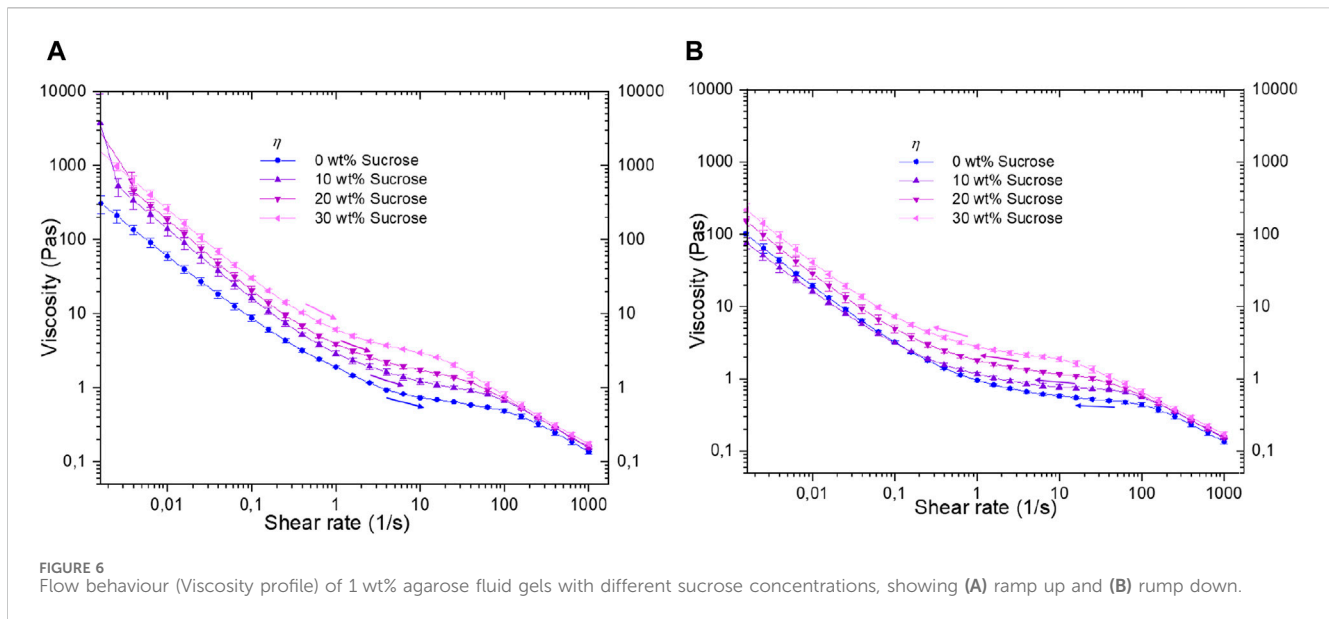 A
10000
1000
100
10
1
0,1
Viscosity (Pas)
η
0 wt% Sucrose
10 wt% Sucrose
20 wt% Sucrose
30 wt% Sucrose
10000
1000
100
10
1
0,1
0,01 0,1 1 10 100 1000
Shear rate (1/s)
B
10000
1000
100
10
1
0,1
Viscosity (Pas)
η
0 wt% Sucrose
10 wt% Sucrose
20 wt% Sucrose
30 wt% Sucrose
10000
1000
100
10
1
0,1
0,01 0,1 1 10 100 1000
Shear rate (1/s)
FIGURE 6
Flow behaviour (Viscosity profile) of 1 wt% agarose fluid gels with different sucrose concentrations, showing (A) ramp up and (B) rump down.